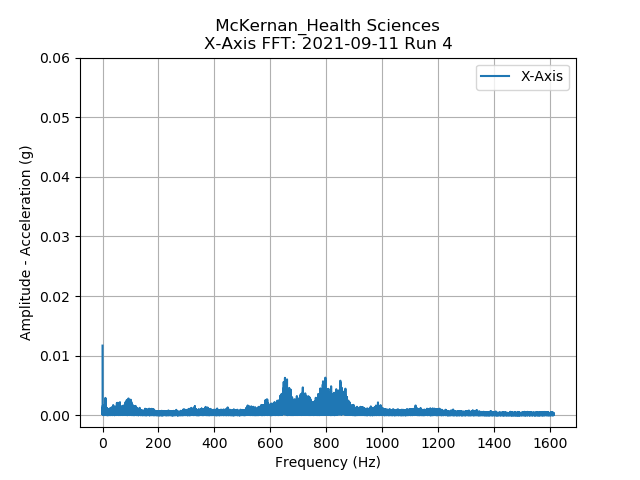 McKernan_Health Sciences
X-Axis FFT: 2021-09-11 Run 4
X-Axis
0.06
0.05
0.04
0.03
0.02
0.01
0.00
Amplitude - Acceleration (g)
0 200 400 600 800 1000 1200 1400 1600
Frequency (Hz)